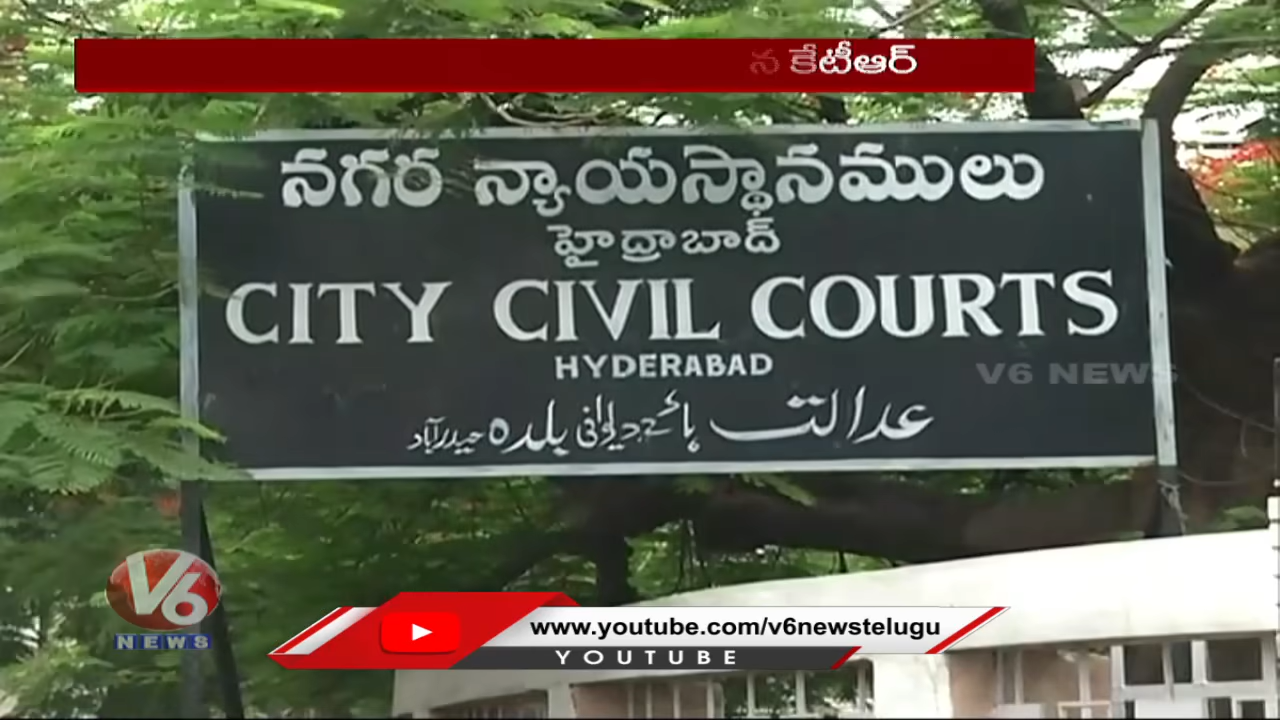 న కేటీఆర్
నగర న్యాయస్థానములు
హైద్రాబాద్
CITY CIVIL COURTS
HYDERABAD
V6 NEWS
عدالت ہائے دیوانی بلدہ حیدرآباد
V6
NEWS
www.youtube.com/v6newstelugu
YOUTUBE